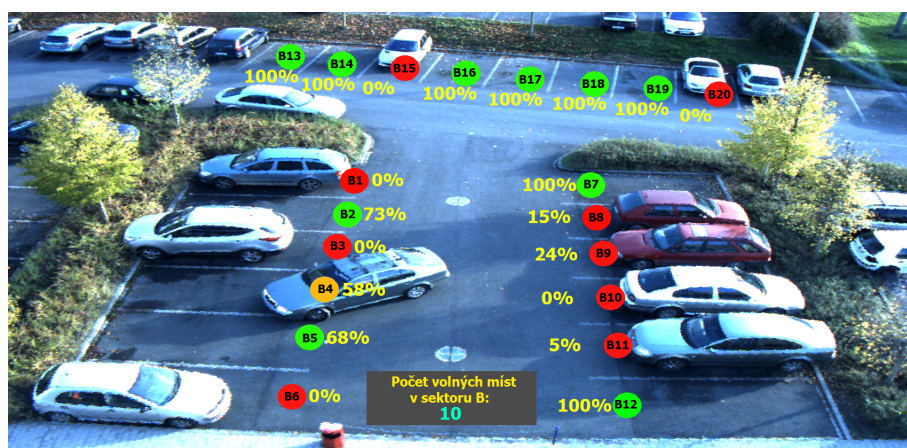 B13
100%
B14
100%
B15
0%
B16
100%
B17
100%
B18
100%
B19
100%
B20
0%
B1 0%
B2 73%
B3 0%
B4 58%
B5 68%
B6 0%
100% B7
15% B8
24% B9
0% B10
5% B11
100% B12
Počet volných míst
v sektoru B:
10